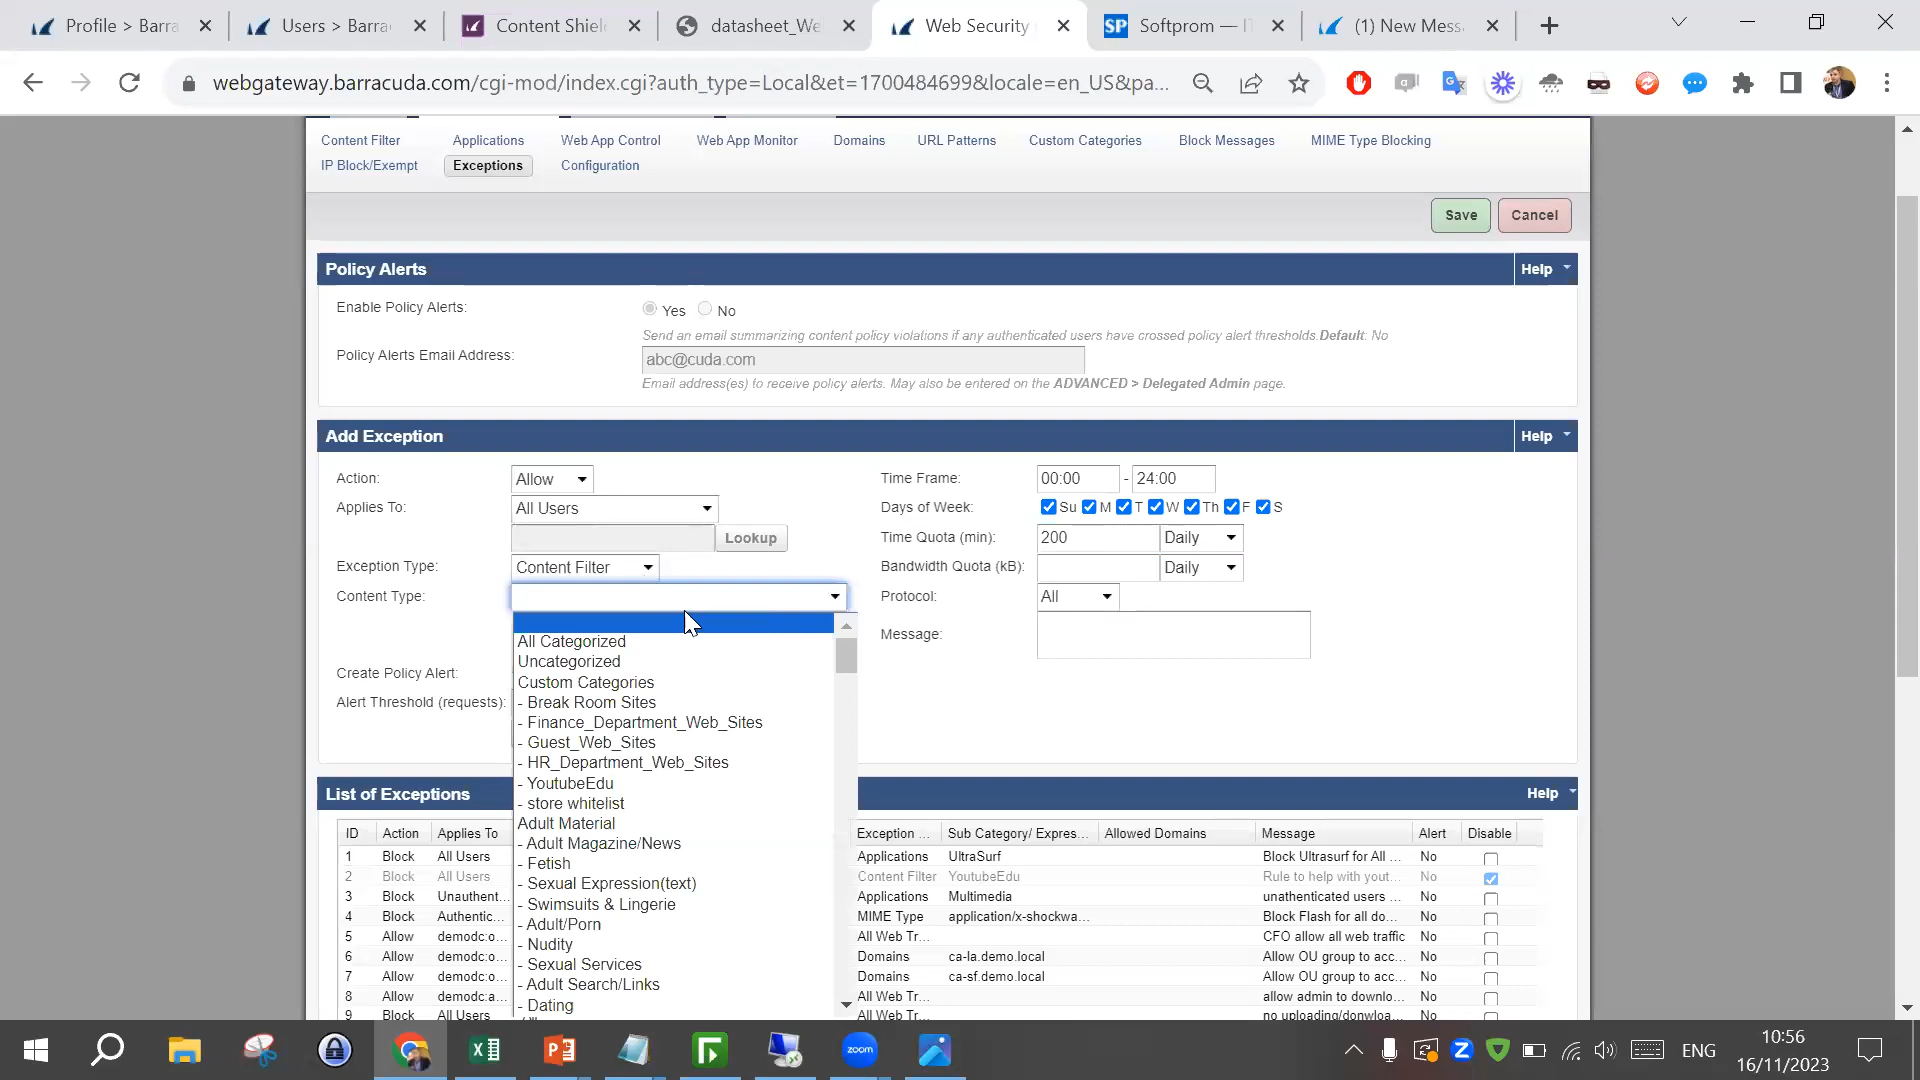 Profile > Barra
Users > Barra
Content Shiel
datasheet_We
Web Security
SP Softprom — IT
(1) New Mess
webgateway.barracuda.com/cgi-mod/index.cgi?auth_type=Local&et=1700484699&locale=en_US&pa...
Content Filter Applications Web App Control Web App Monitor Domains URL Patterns Custom Categories Block Messages MIME Type Blocking
IP Block/Exempt Exceptions Configuration
Save Cancel
Policy Alerts Help
Enable Policy Alerts: Yes No
Send an email summarizing content policy violations if any authenticated users have crossed policy alert thresholds.Default: No
Policy Alerts Email Address: abc@cuda.com
Email address(es) to receive policy alerts. May also be entered on the ADVANCED > Delegated Admin page.
Add Exception Help
Action: Allow Time Frame: 00:00 - 24:00
Applies To: All Users Days of Week: Su M T W Th F S
Lookup Time Quota (min): 200 Daily
Exception Type: Content Filter Bandwidth Quota (kB): Daily
Content Type: Protocol: All
Message:
Create Policy Alert:
Alert Threshold (requests):
All Categorized
Uncategorized
Custom Categories
- Break Room Sites
- Finance_Department_Web_Sites
- Guest_Web_Sites
- HR_Department_Web_Sites
- YoutubeEdu
- store whitelist
Adult Material
- Adult Magazine/News
- Fetish
- Sexual Expression(text)
- Swimsuits & Lingerie
- Adult/Porn
- Nudity
- Sexual Services
- Adult Search/Links
- Dating
List of Exceptions Help
ID Action Applies To Exception ... Sub Category/ Expres... Allowed Domains Message Alert Disable
1 Block All Users Applications UltraSurf Block Ultrasurf for All ... No
2 Block All Users Content Filter YoutubeEdu Rule to help with yout... No
3 Block Unauthent... Applications Multimedia unathenticated users ... No
4 Block Authentic... MIME Type application/x-shockwa... Block Flash for all do... No
5 Allow demodc:o... All Web Tr... CFO allow all web traffic No
6 Allow demodc:o... Domains ca-la.demo.local Allow OU group to acc... No
7 Allow demodc:o... Domains ca-sf.demo.local Allow OU group to acc... No
8 Allow demodc:a... All Web Tr... allow admin to downlo... No
9 Block All Users All Web Tr... no uploading/donwloa... No
zoom
ENG
10:56
16/11/2023